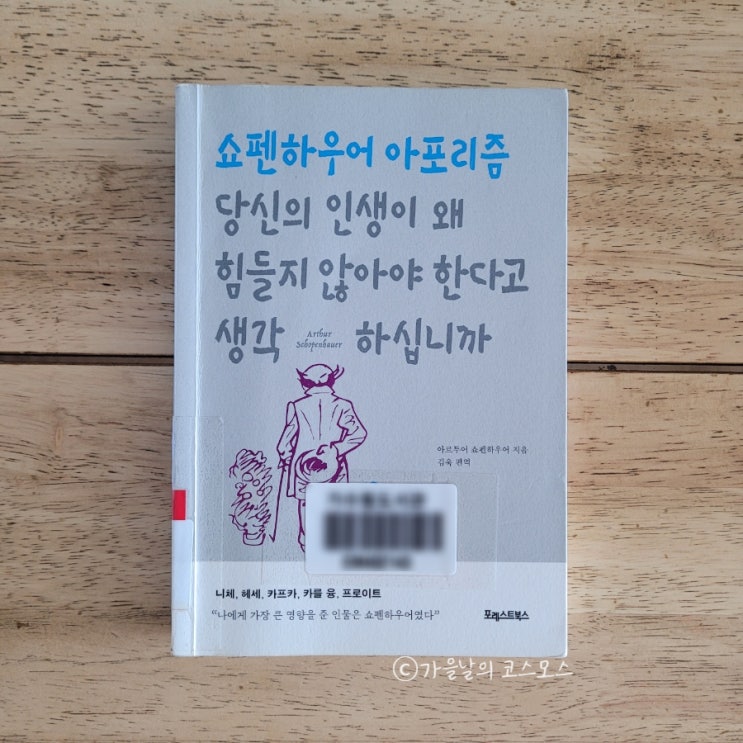 쇼펜하우어 아포리즘
당신의 인생이 왜
힘들지 않아야 한다고
생각 Arthur Schopenhauer 하십니까
아르투어 쇼펜하우어 지음
김욱 편역
니체, 헤세, 카프카, 카를 융, 프로이트
“나에게 가장 큰 영향을 준 인물은 쇼펜하우어였다”
포레스트북스
ⓒ가을날의 코스모스